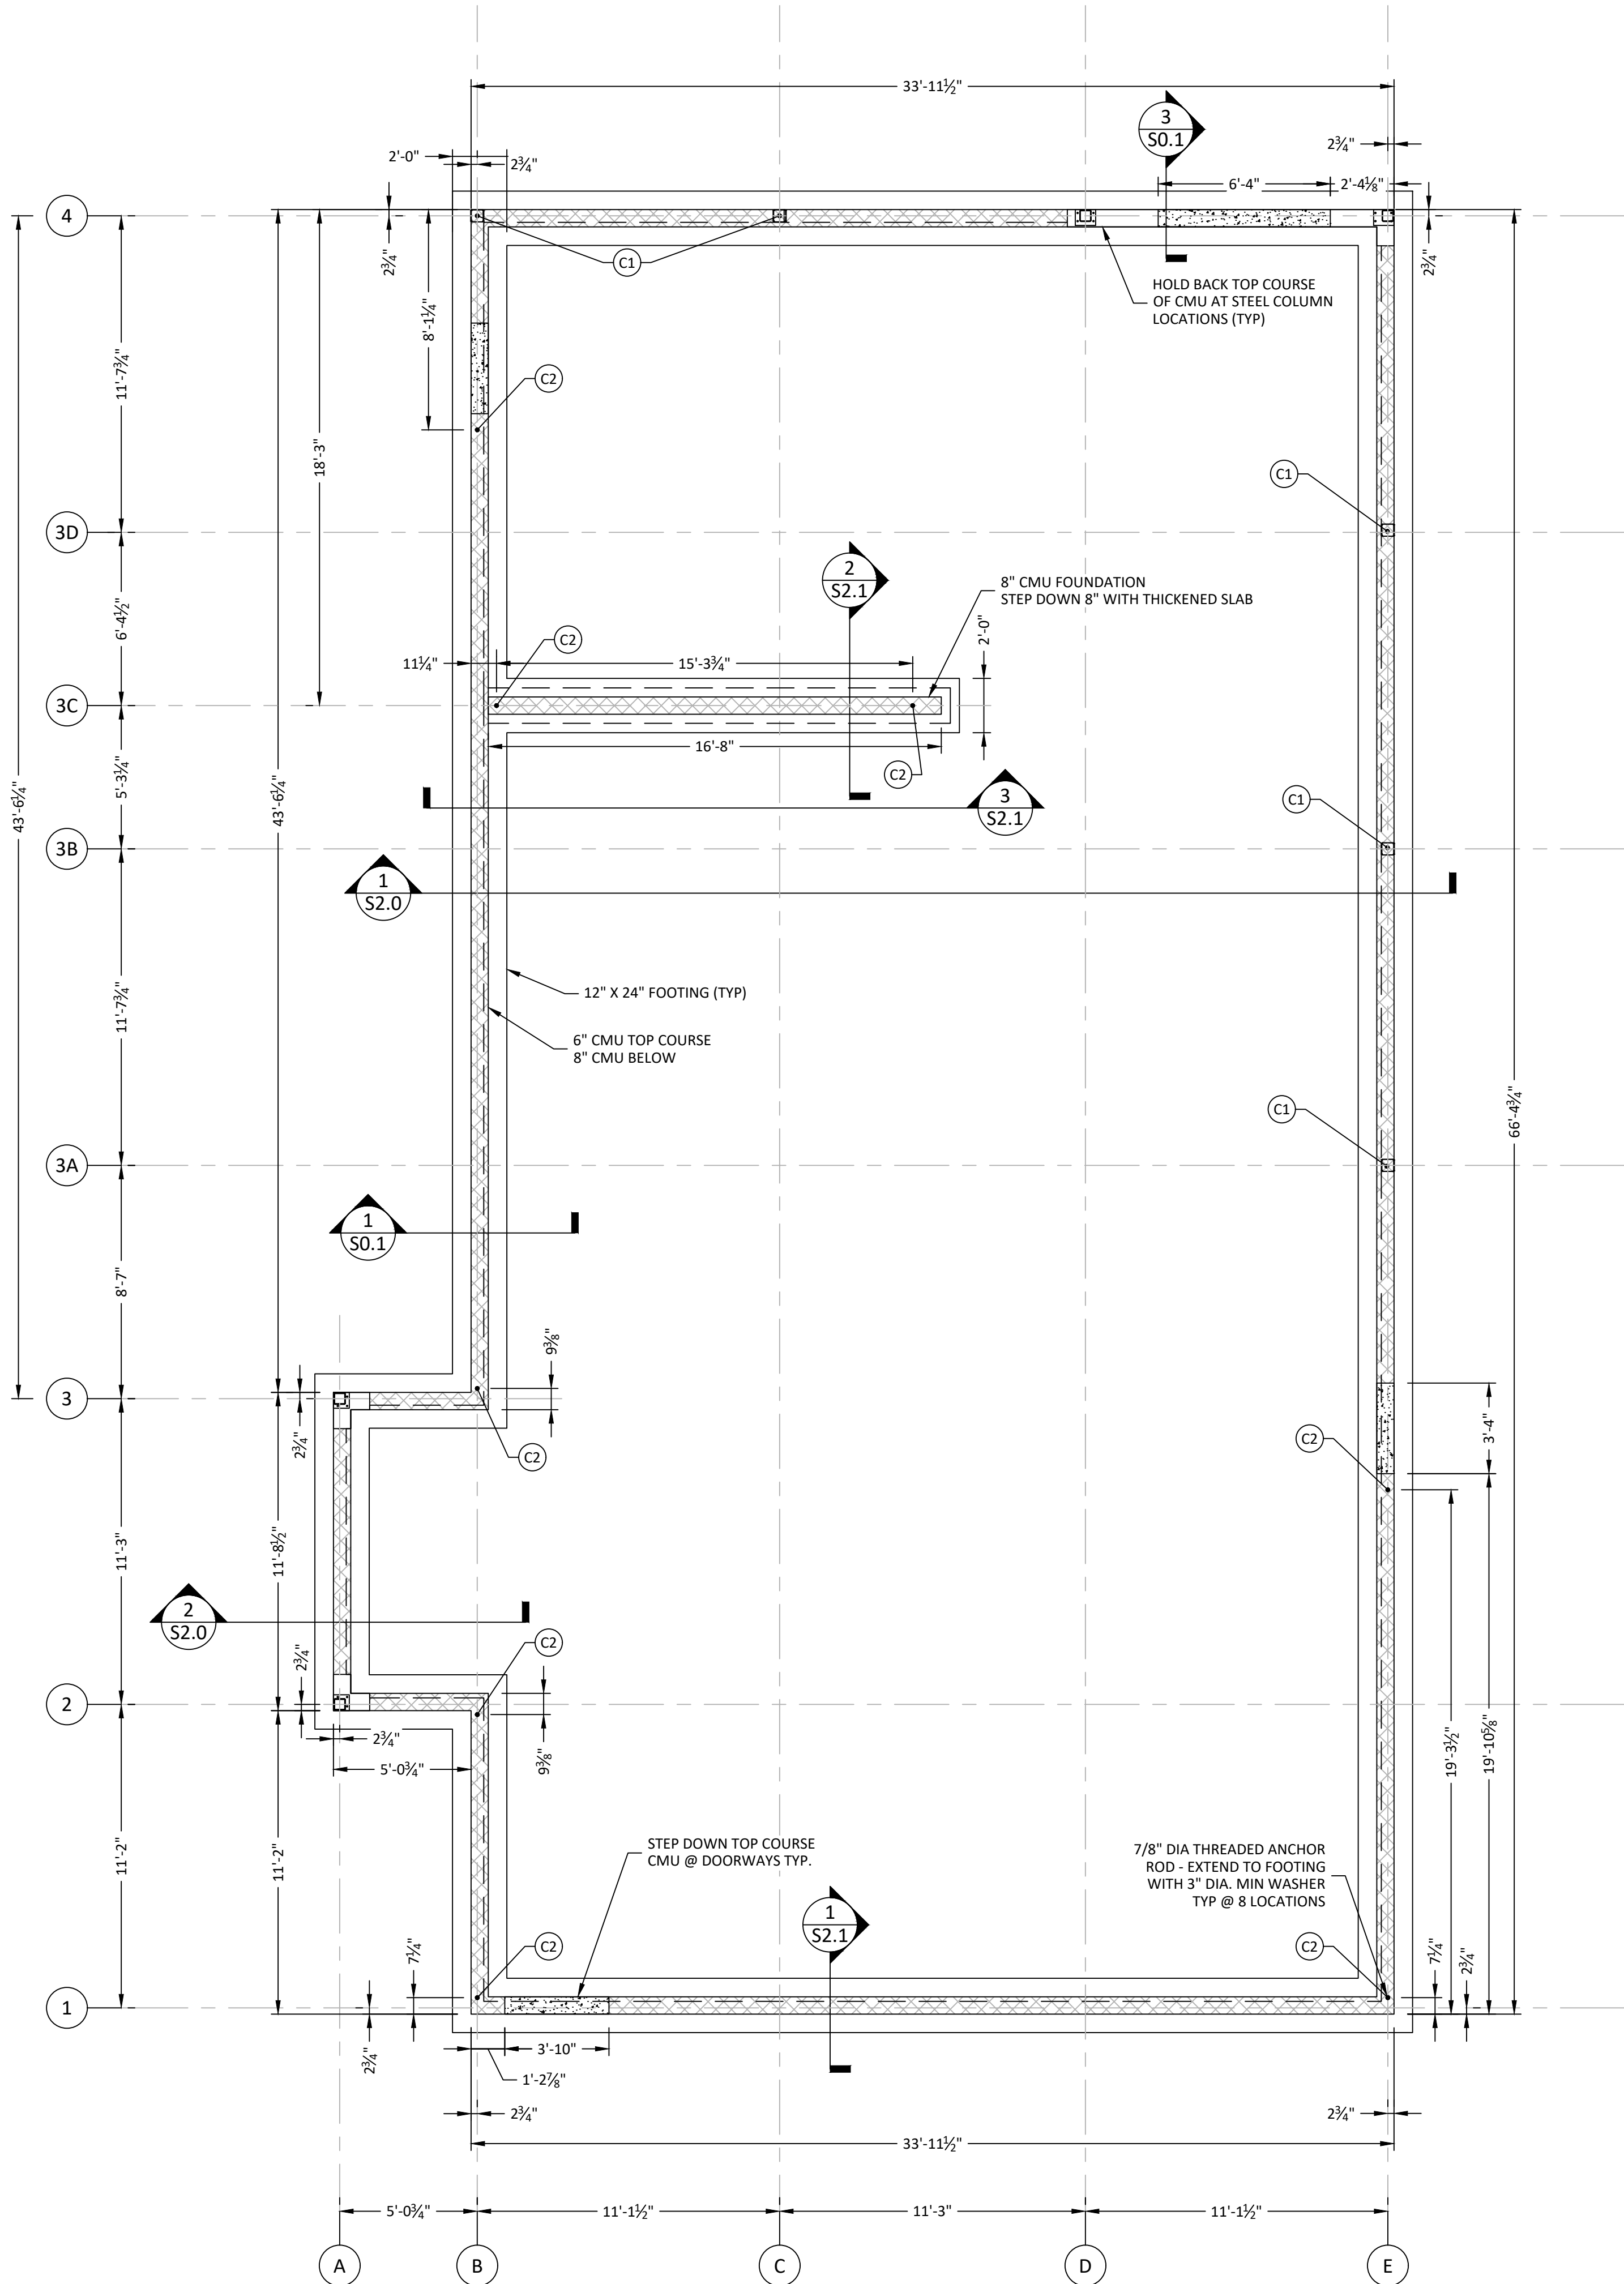 33'-11½"
3
S0.1
2'-0"
2¾"
2¾"
6'-4"
2'-4⅛"
4
2¾"
C1
2¾"
HOLD BACK TOP COURSE
OF CMU AT STEEL COLUMN
LOCATIONS (TYP)
8'-1¼"
11'-7¾"
C2
18'-3"
C1
3D
2
S2.1
8" CMU FOUNDATION
STEP DOWN 8" WITH THICKENED SLAB
6'-4½"
2'-0"
C2
11¼"
15'-3¾"
3C
16'-8"
5'-3¼"
C2
43'-6¼"
43'-6¼"
3
S2.1
C1
3B
1
S2.0
12" X 24" FOOTING (TYP)
11'-7¾"
6" CMU TOP COURSE
8" CMU BELOW
66'-4¾"
C1
3A
1
S0.1
8'-7"
9⅜"
3
2¾"
C2
3'-4"
C2
11'-3"
11'-8½"
2
S2.0
2¾"
C2
2
2¾"
9⅜"
5'-0¾"
19'-3½"
19'-10⅝"
11'-2"
11'-2"
STEP DOWN TOP COURSE
CMU @ DOORWAYS TYP.
7/8" DIA THREADED ANCHOR
ROD - EXTEND TO FOOTING
WITH 3" DIA. MIN WASHER
TYP @ 8 LOCATIONS
1
S2.1
C2
C2
7¼"
7¼"
2¾"
1
2¾"
3'-10"
1'-2⅞"
2¾"
2¾"
33'-11½"
5'-0¾"
11'-1½"
11'-3"
11'-1½"
A
B
C
D
E